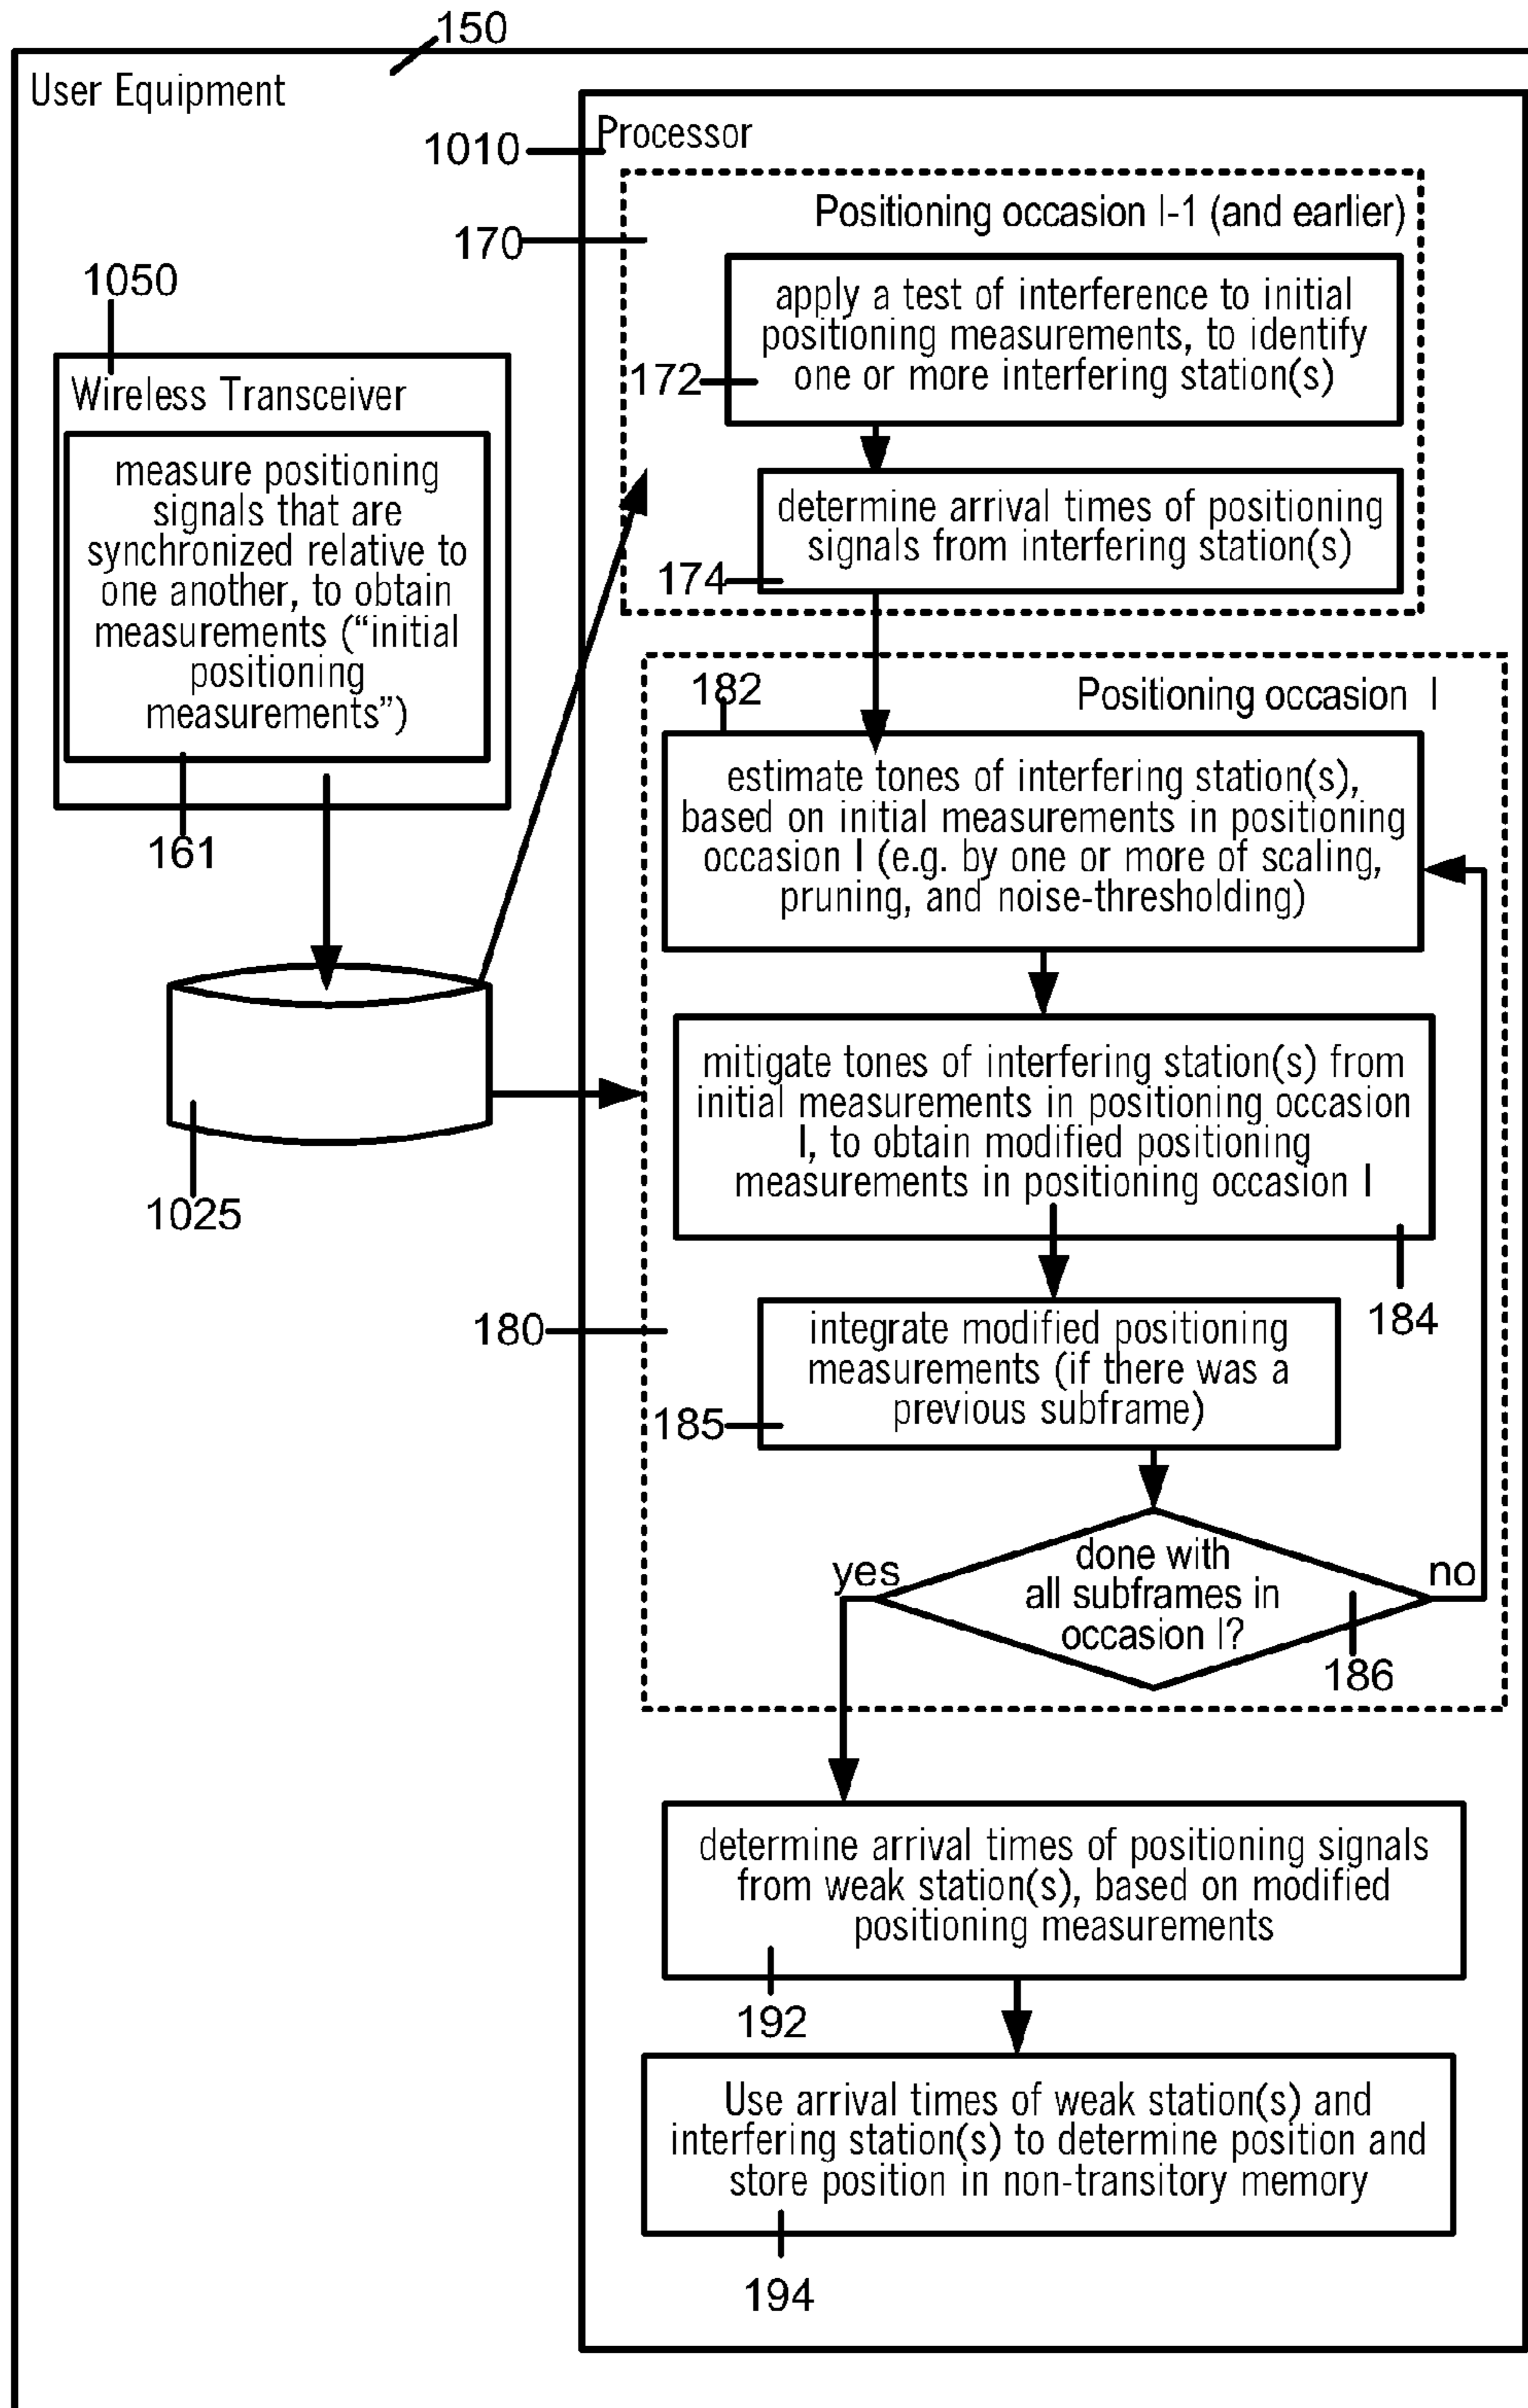 150
User Equipment
1010
Processor
170
Positioning occasion I-1 (and earlier)
apply a test of interference to initial
positioning measurements, to identify
one or more interfering station(s)
172
determine arrival times of positioning
signals from interfering station(s)
174
1050
Wireless Transceiver
measure positioning
signals that are
synchronized relative to
one another, to obtain
measurements (“initial
positioning
measurements”)
161
1025
182
Positioning occasion I
estimate tones of interfering station(s),
based on initial measurements in positioning
occasion I (e.g. by one or more of scaling,
pruning, and noise-thresholding)
mitigate tones of interfering station(s) from
initial measurements in positioning occasion
I, to obtain modified positioning
measurements in positioning occasion I
184
180
integrate modified positioning
measurements (if there was a
previous subframe)
185
yes
done with
all subframes in
occasion I?
no
186
determine arrival times of positioning signals
from weak station(s), based on modified
positioning measurements
192
Use arrival times of weak station(s) and
interfering station(s) to determine position and
store position in non-transitory memory
194